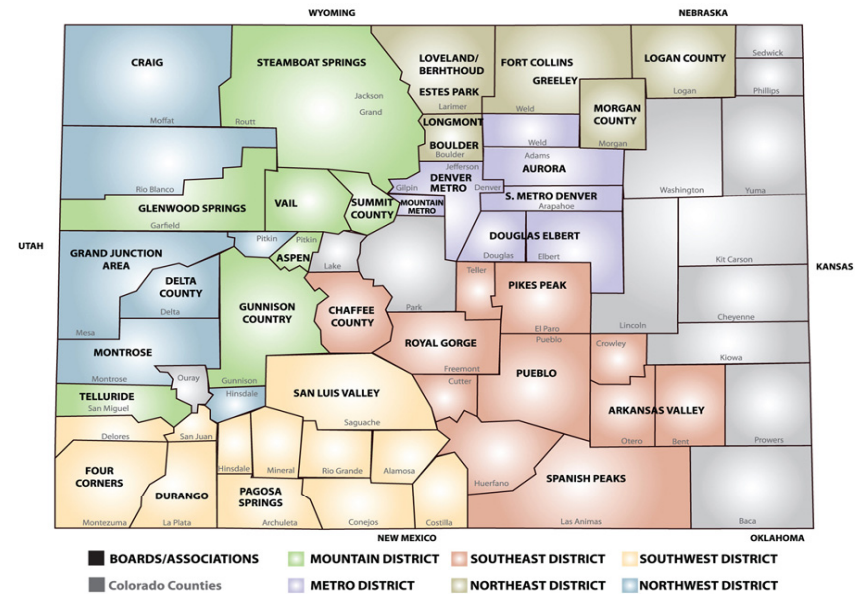 WYOMING
NEBRASKA
CRAIG
Moffat
STEAMBOAT SPRINGS
Jackson
Grand
Routt
LOVELAND/
BERHTHOUD
ESTES PARK
Larimer
FORT COLLINS
GREELEY
Weld
LOGAN COUNTY
Logan
Sedwick
Phillips
MORGAN
COUNTY
Morgan
LONGMONT
BOULDER
Boulder
Weld
Adams
AURORA
Washington
Yuma
Rio Blanco
GLENWOOD SPRINGS
Garfield
VAIL
SUMMIT
COUNTY
Jefferson
DENVER
METRO
Gilpin
Denver
MOUNTAIN
METRO
S. METRO DENVER
Arapahoe
UTAH
GRAND JUNCTION
AREA
Mesa
Pitkin
Pitkin
ASPEN
Lake
DOUGLAS ELBERT
Douglas
Elbert
Kit Carson
KANSAS
DELTA
COUNTY
Delta
GUNNISON
COUNTRY
Gunnison
CHAFFEE
COUNTY
Park
Teller
PIKES PEAK
El Paro
Lincoln
Cheyenne
MONTROSE
Montrose
Ouray
ROYAL GORGE
Freemont
Pueblo
PUEBLO
Crowley
Kiowa
TELLURIDE
San Miguel
Hinsdale
SAN LUIS VALLEY
Saguache
Cutter
ARKANSAS VALLEY
Otero
Bent
Prowers
Delores
San Juan
FOUR
CORNERS
Montezuma
DURANGO
La Plata
Hinsdale
Mineral
Rio Grande
Alamosa
PAGOSA
SPRINGS
Archuleta
Conejos
Costilla
Huerfano
SPANISH PEAKS
Las Animas
Baca
NEW MEXICO
OKLAHOMA
BOARDS/ASSOCIATIONS
MOUNTAIN DISTRICT
SOUTHEAST DISTRICT
SOUTHWEST DISTRICT
Colorado Counties
METRO DISTRICT
NORTHEAST DISTRICT
NORTHWEST DISTRICT